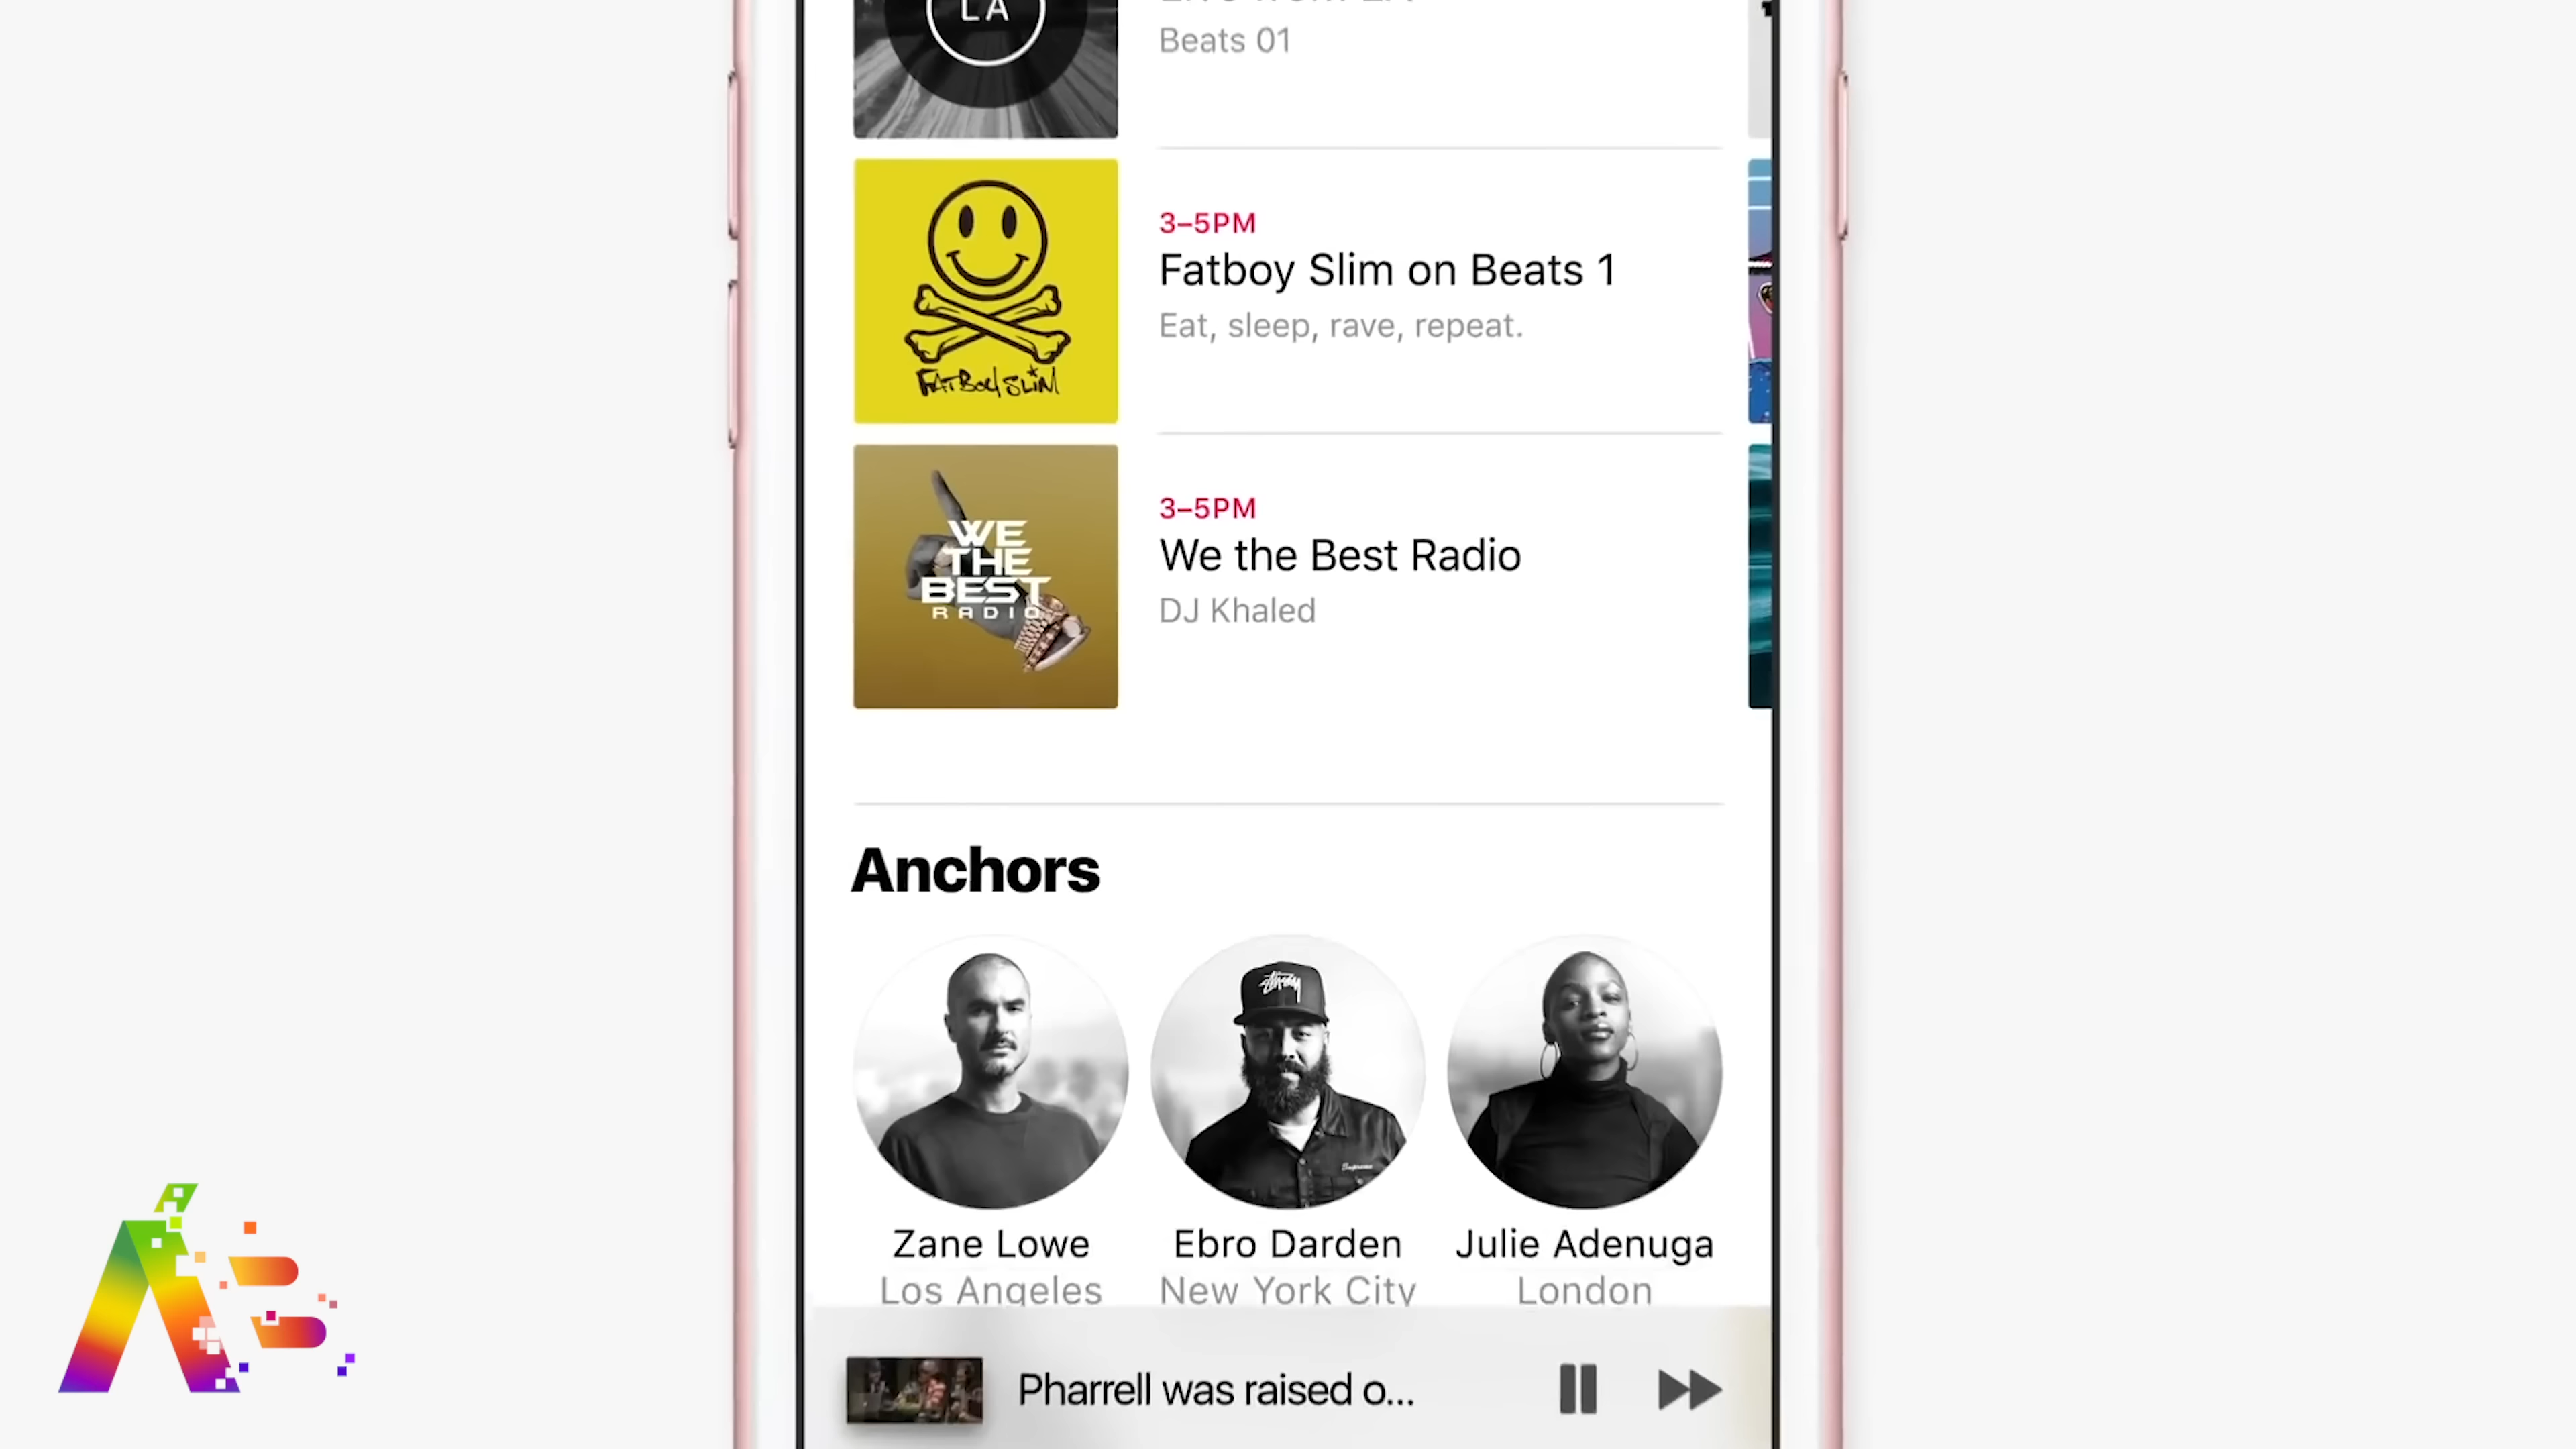 LA
Beats 01
3–5PM
Fatboy Slim on Beats 1
Eat, sleep, rave, repeat.
FATBOY SLIM
3–5PM
We the Best Radio
DJ Khaled
WE
THE
BEST
RADIO
Anchors
Stussy
Supreme
Zane Lowe
Ebro Darden
Julie Adenuga
Los Angeles
New York City
London
Pharrell was raised o...